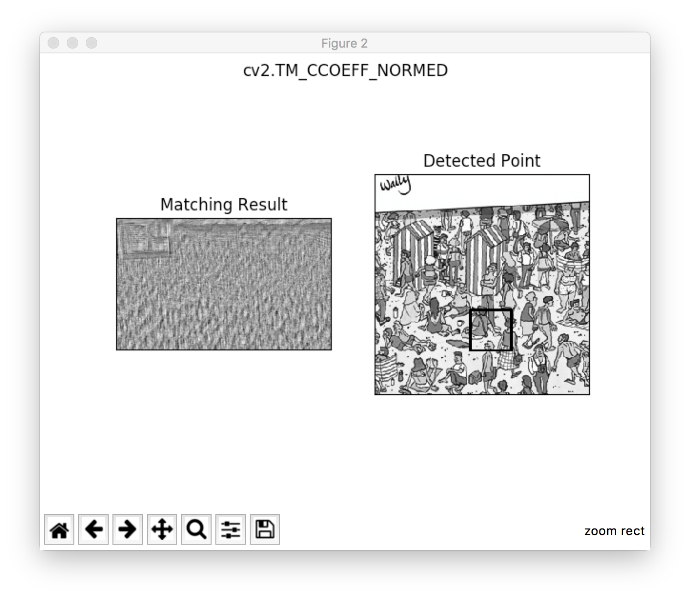 Figure 2
cv2.TM_CCOEFF_NORMED
Detected Point
Wally
Matching Result
zoom rect